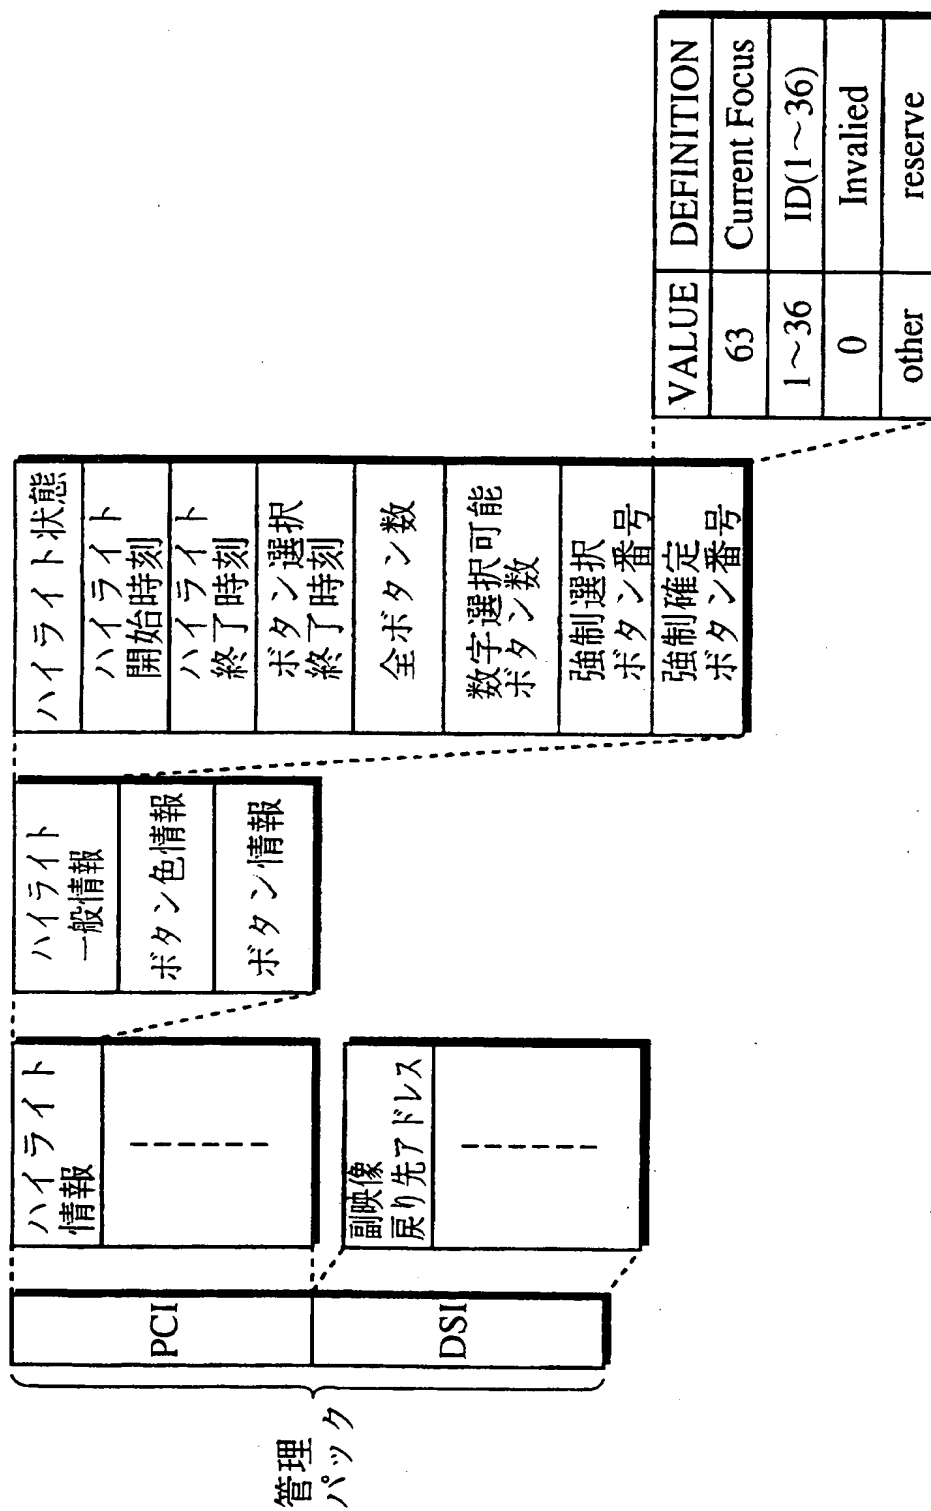 管理
パック
PCI
DSI
ハイライト
情報
副映像
戻り先アドレス
ハイライト
一般情報
ボタン色情報
ボタン情報
ハイライト状態
ハイライト
開始時刻
ハイライト
終了時刻
ボタン選択
終了時刻
全ボタン数
数字選択可能
ボタン数
強制選択
ボタン番号
強制確定
ボタン番号
VALUE DEFINITION
63 Current Focus
1～36 ID(1～36)
0 Invalied
other reserve